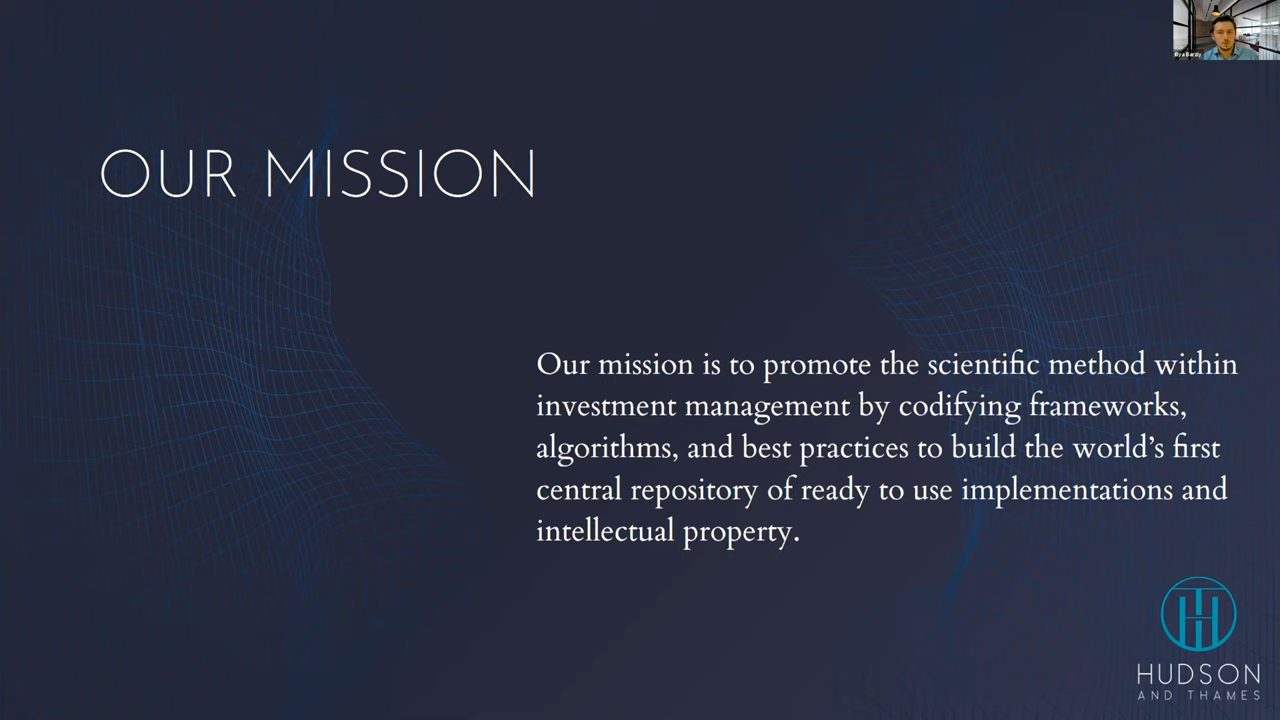 OUR MISSION
Our mission is to promote the scientific method within
investment management by codifying frameworks,
algorithms, and best practices to build the world’s first
central repository of ready to use implementations and
intellectual property.
HUDSON
AND THAMES